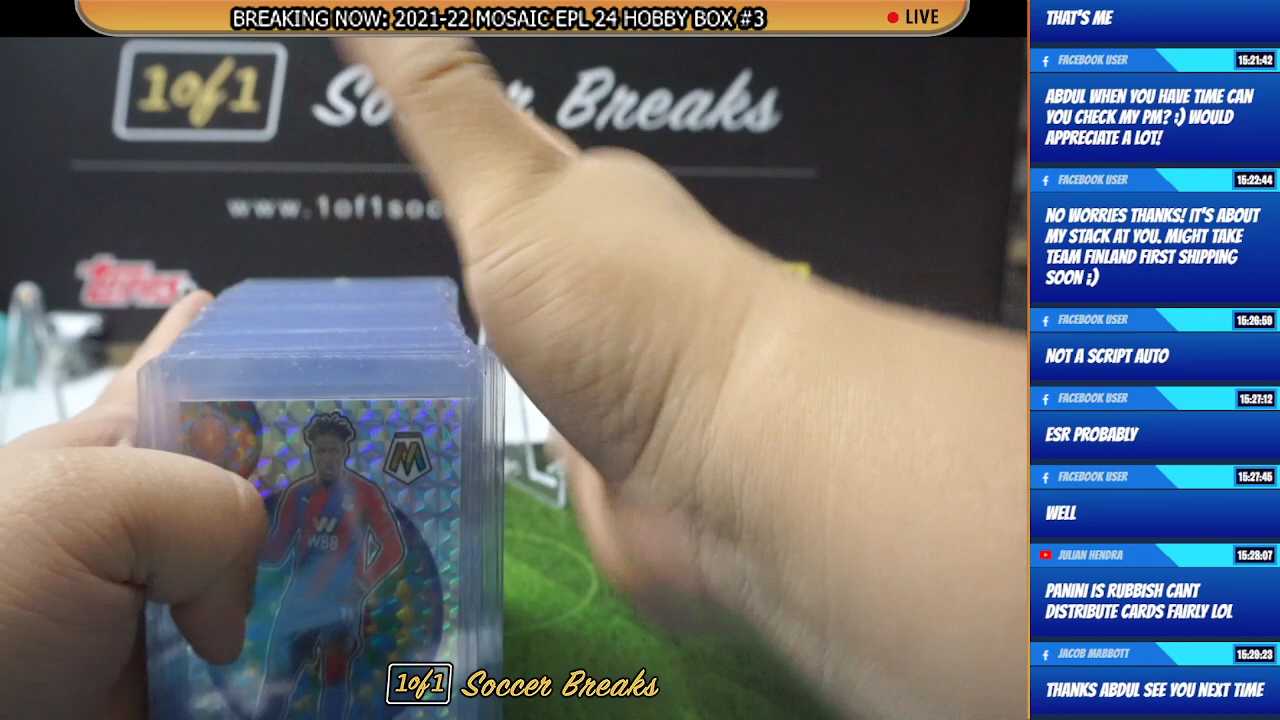 BREAKING NOW: 2021-22 MOSAIC EPL 24 HOBBY BOX #3
LIVE
1of1
Breaks
www.1of1soc
TOPPS
M
W88
1of1 Soccer Breaks
THAT'S ME
FACEBOOK USER 15:21:42
ABDUL WHEN YOU HAVE TIME CAN
YOU CHECK MY PM? :) WOULD
APPRECIATE A LOT!
FACEBOOK USER 15:22:44
NO WORRIES THANKS! IT'S ABOUT
MY STACK AT YOU. MIGHT TAKE
TEAM FINLAND FIRST SHIPPING
SOON ;)
FACEBOOK USER 15:26:59
NOT A SCRIPT AUTO
FACEBOOK USER 15:27:12
ESR PROBABLY
FACEBOOK USER 15:27:45
WELL
JULIAN HENDRA 15:28:07
PANINI IS RUBBISH CANT
DISTRIBUTE CARDS FAIRLY LOL
JACOB MABBOTT 15:29:23
THANKS ABDUL SEE YOU NEXT TIME